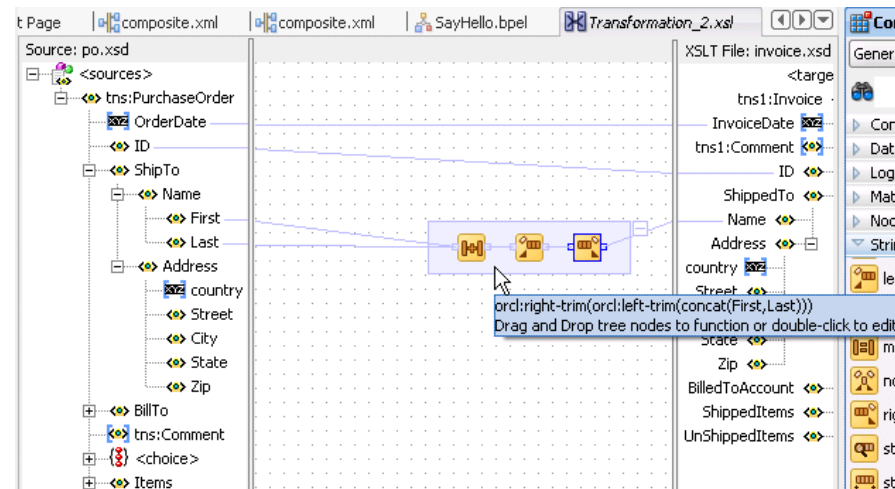 t Page
composite.xml
composite.xml
SayHello.bpel
Transformation_2.xsl
Source: po.xsd
<sources>
tns:PurchaseOrder
OrderDate
ID
ShipTo
Name
First
Last
Address
country
Street
City
State
Zip
BillTo
tns:Comment
<choice>
Items
orcl:right-trim(orcl:left-trim(concat(First,Last)))
Drag and Drop tree nodes to function or double-click to edit
XSLT File: invoice.xsd
<targe
tns1:Invoice
InvoiceDate
tns1:Comment
ID
ShippedTo
Name
Address
country
Street
State
Zip
BilledToAccount
ShippedItems
UnShippedItems
Co
Gener
Con
Dat
Log
Mat
Noc
Stri
le
m
no
rig
st
st